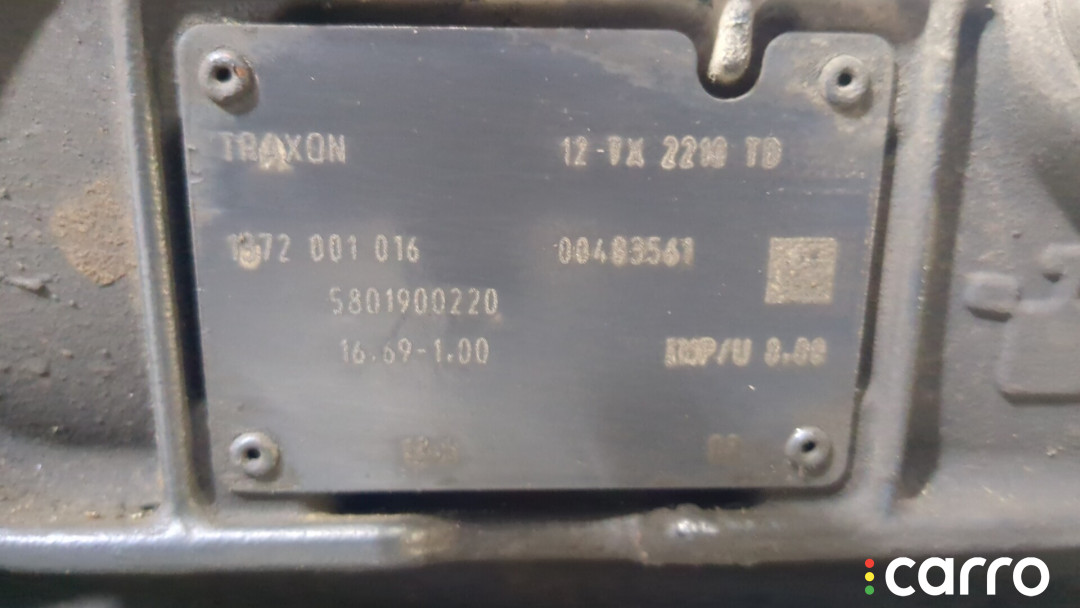 TRAXON 12-TX 2210 TD
1372 001 016 00483561
5801900220
16.69-1.00
carro